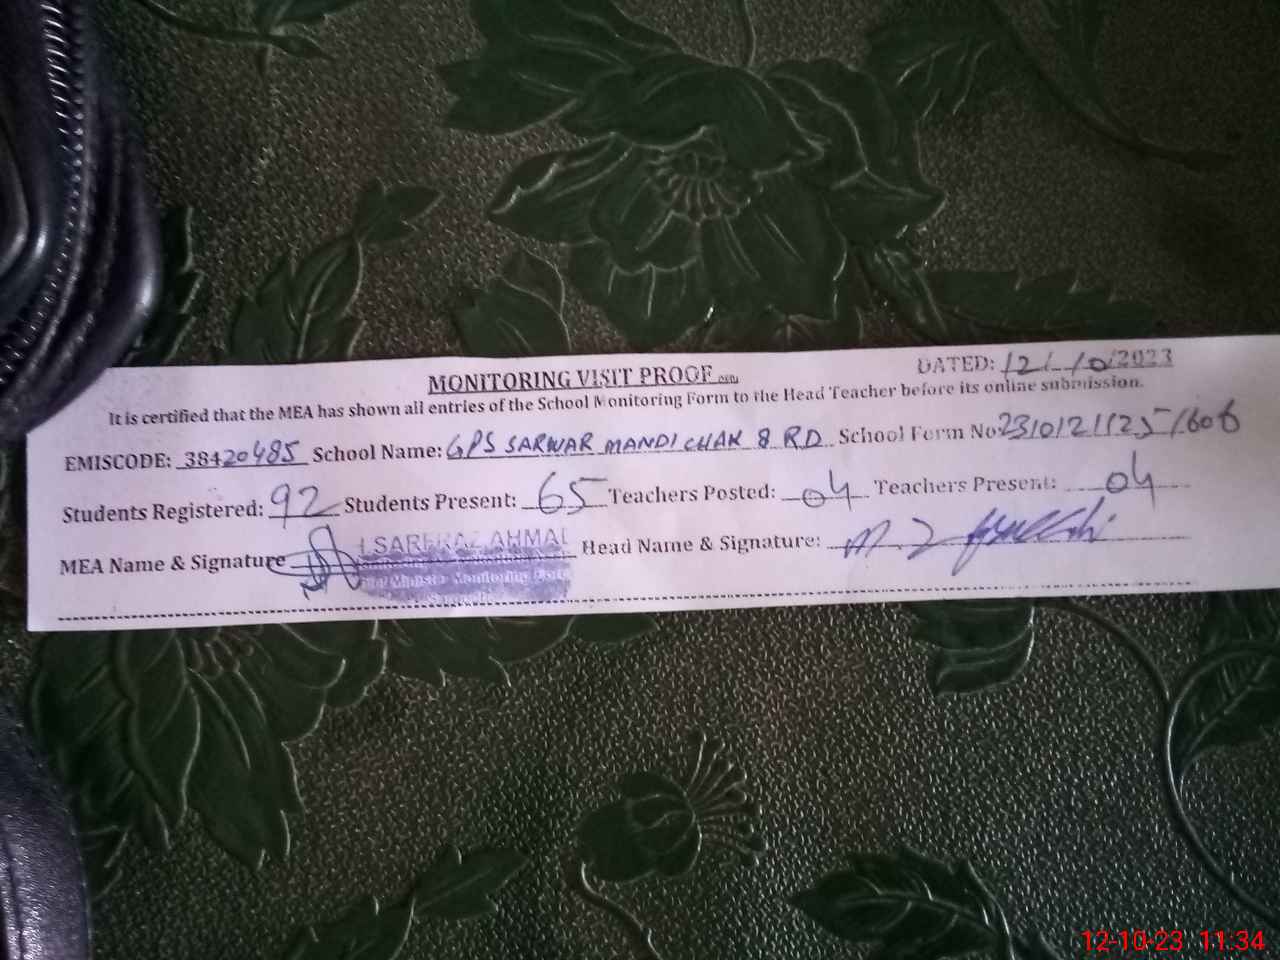 MONITORING VISIT PROOF DATED: 12/10/2023
It is certified that the MEA has shown all entries of the School Monitoring Form to the Head Teacher before its online submission.
EMISCODE: 38420485 School Name: GPS SARWAR MANDI CHAK 8 RD School Form No 23101211251606
Students Registered: 92 Students Present: 65 Teachers Posted: 04 Teachers Present: 04
MEA Name & Signature SARFRAZ AHMAD Head Name & Signature:
Monitoring Force
12-10-23 11:34